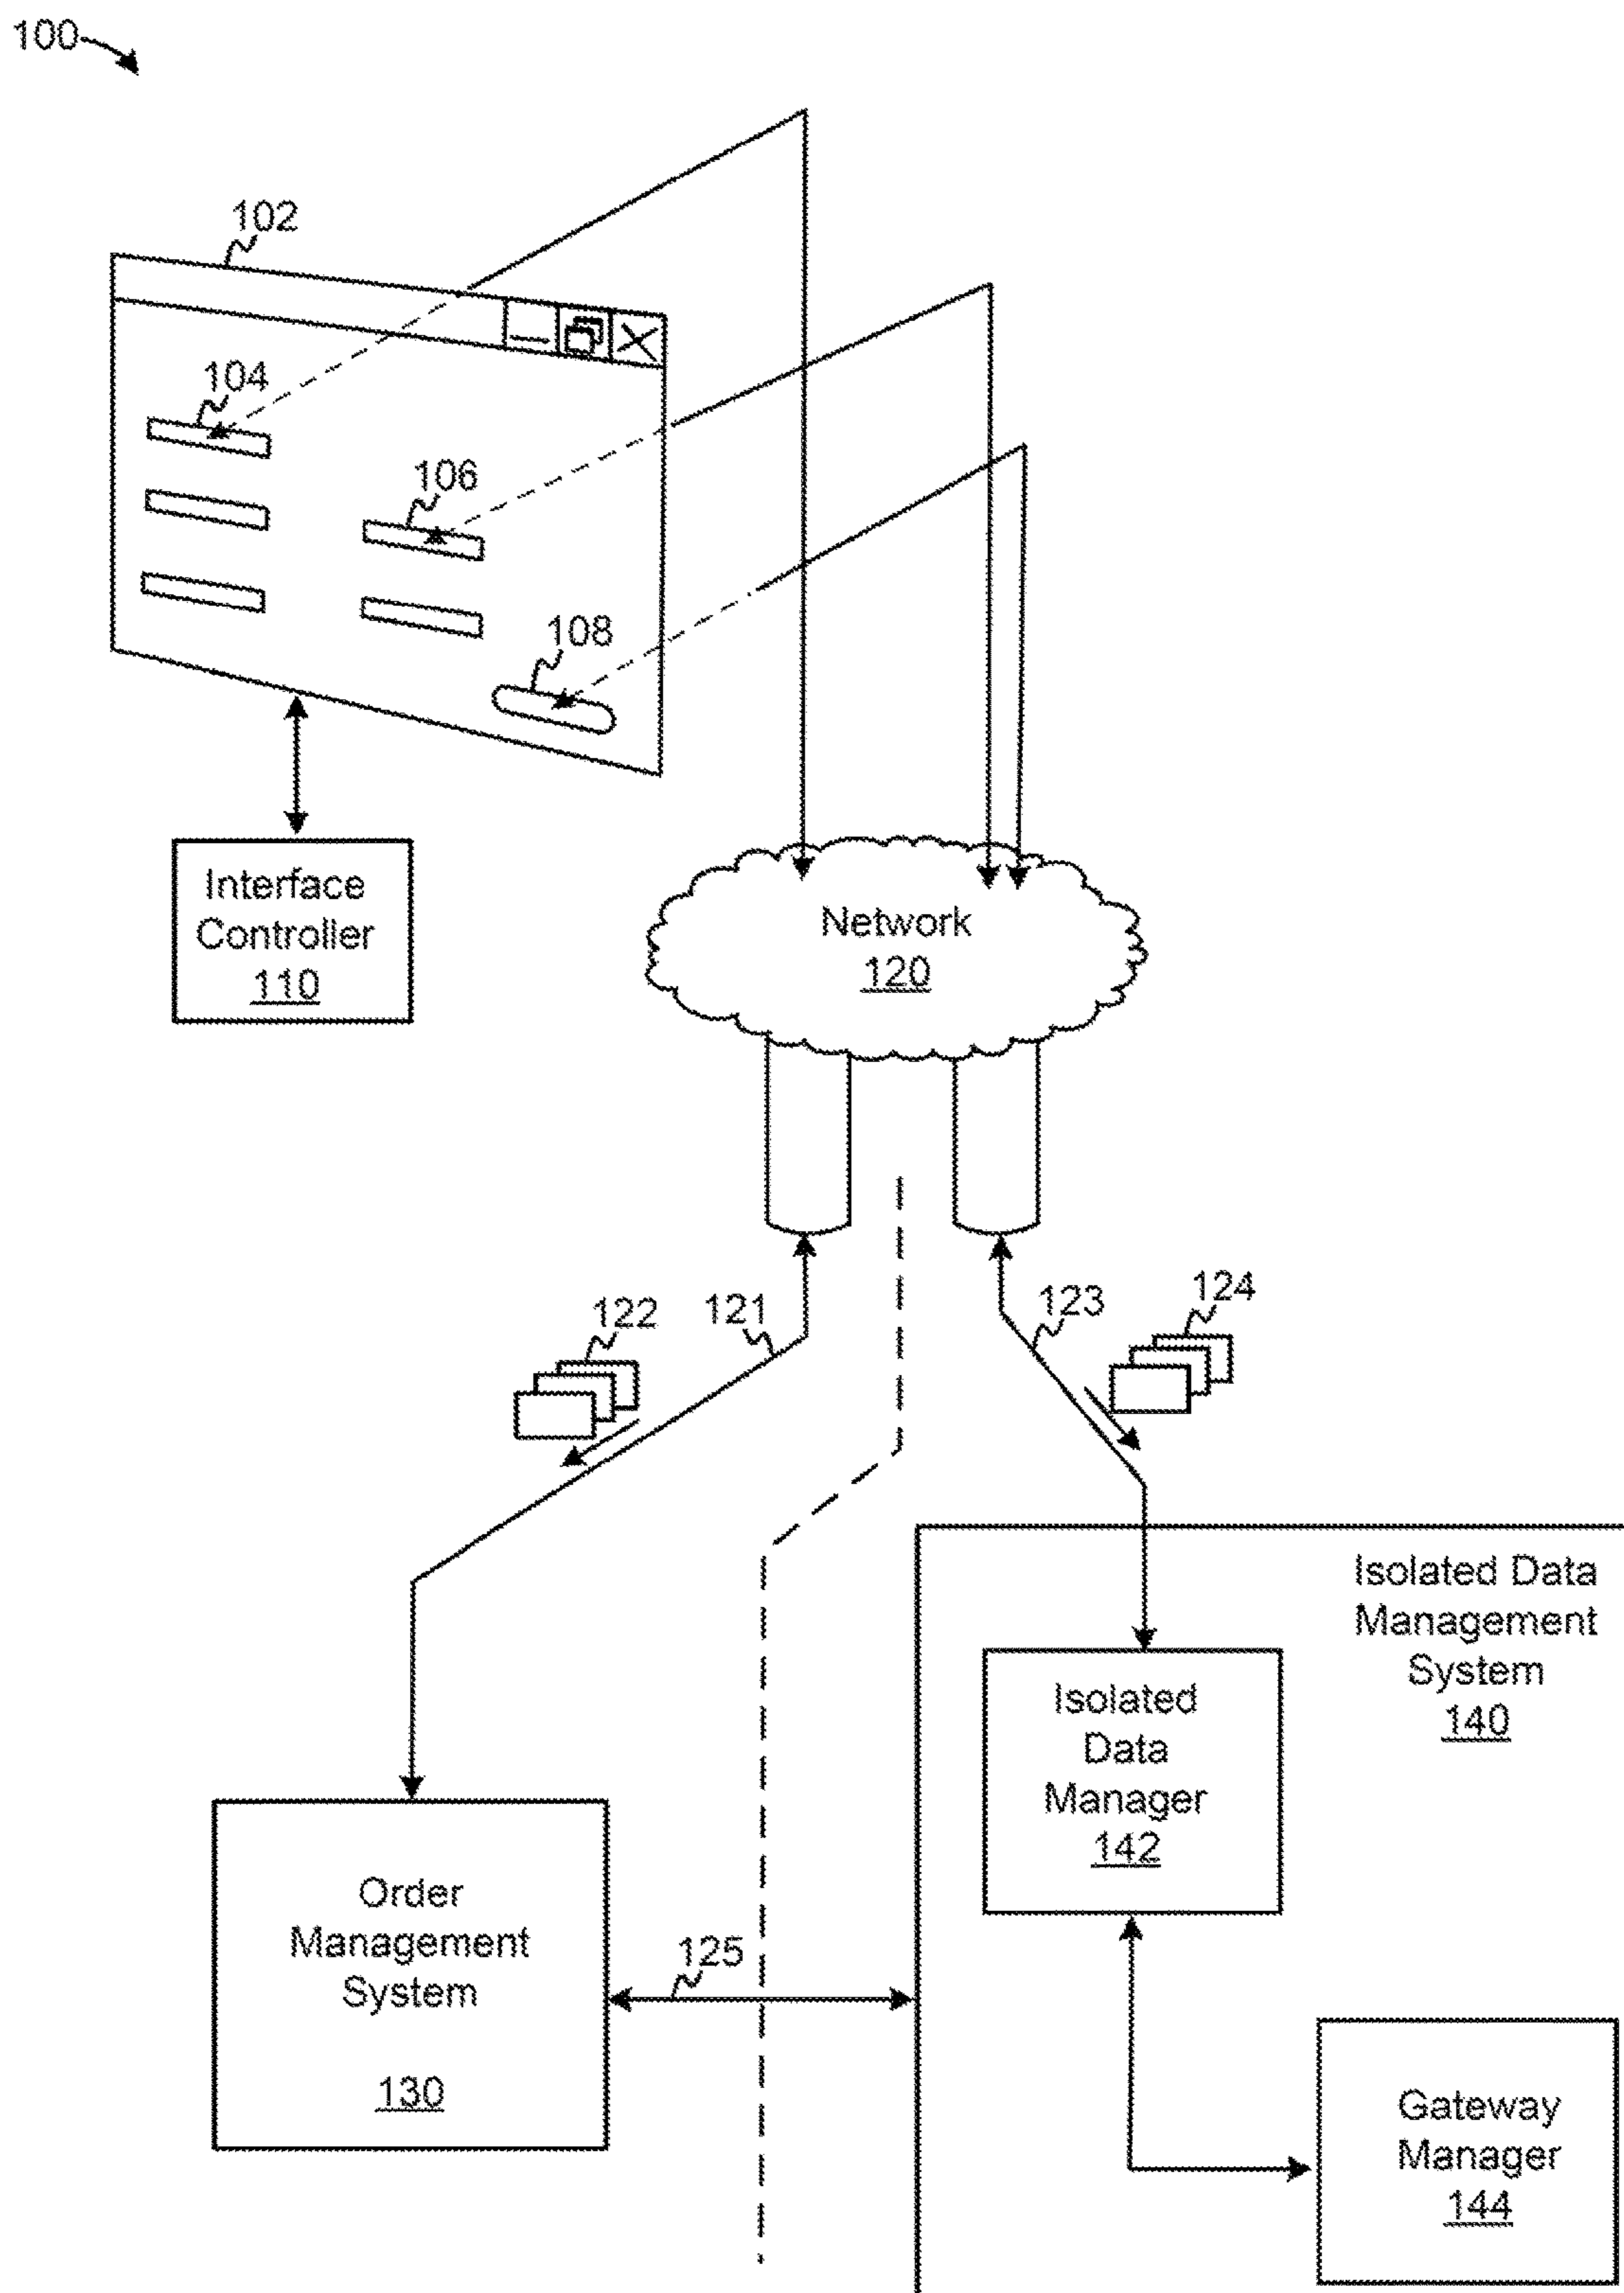 100
102
104
106
108
Interface
Controller
110
Network
120
122
121
123
124
Isolated Data
Management
System
140
Isolated
Data
Manager
142
Order
Management
System
130
125
Gateway
Manager
144